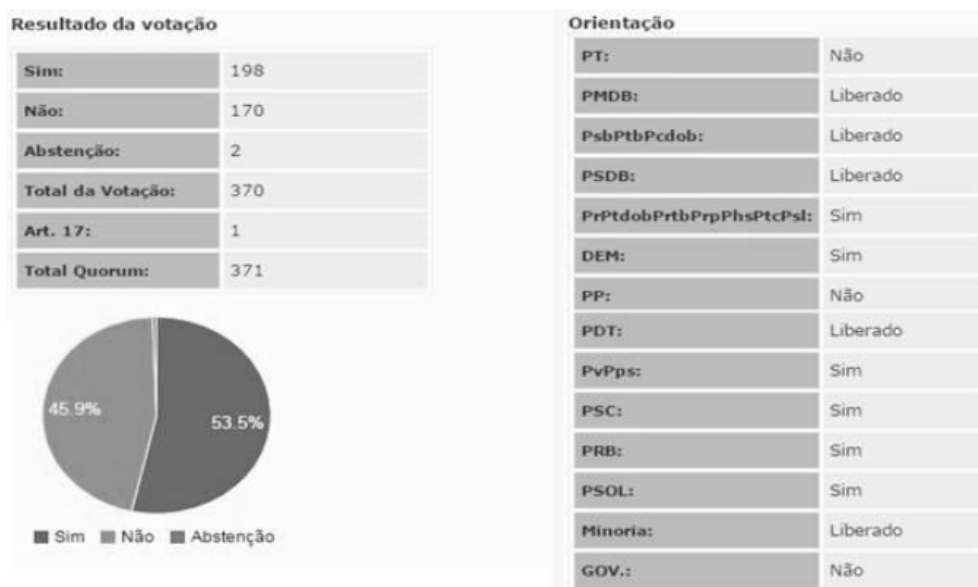 Resultado da votação
Sim: 198
Não: 170
Abstenção: 2
Total da Votação: 370
Art. 17: 1
Total Quorum: 371
45.9%
53.5%
Sim Não Abstenção
Orientação
PT: Não
PMDB: Liberado
PsbPtbPcdob: Liberado
PSDB: Liberado
PrPtdobPrtbPrpPhsPtcPsl: Sim
DEM: Sim
PP: Não
PDT: Liberado
PvPps: Sim
PSC: Sim
PRB: Sim
PSOL: Sim
Minoria: Liberado
GOV.: Não